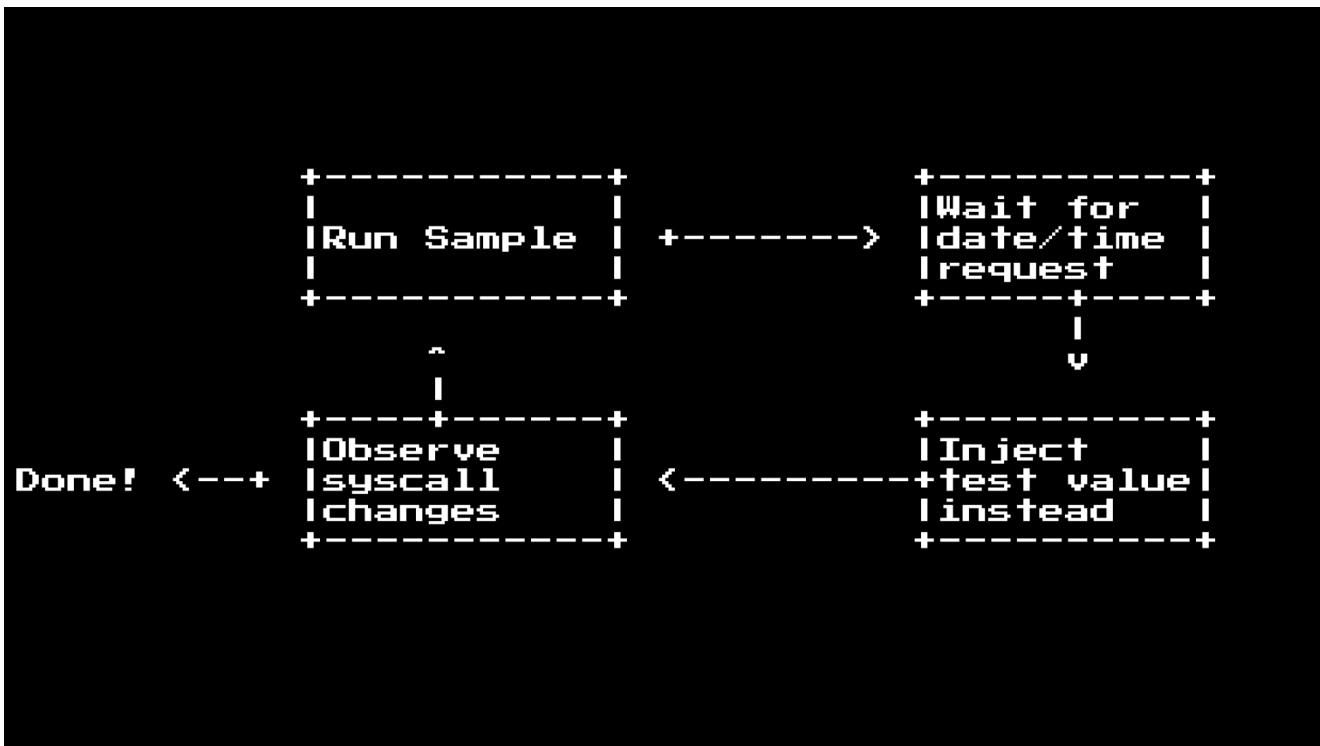 Run Sample
Wait for
date/time
request
Observe
syscall
changes
Inject
test value
instead
Done!